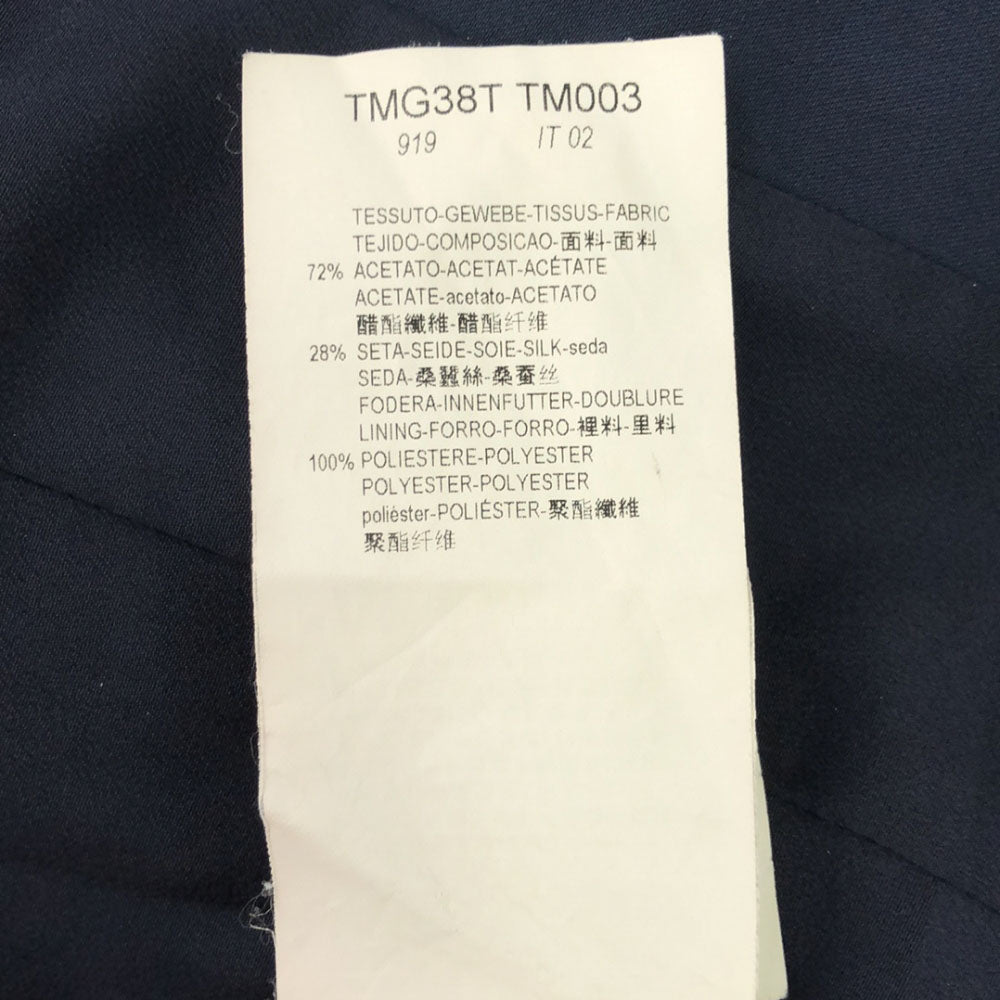 TMG38T TM003
919 IT 02
TESSUTO-GEWEBE-TISSUS-FABRIC
TEJIDO-COMPOSICAO-面料-面料
72% ACETATO-ACETAT-ACÉTATE
ACETATE-acetato-ACETATO
醋酯纖維-醋酯纤维
28% SETA-SEIDE-SOIE-SILK-seda
SEDA-桑蠶絲-桑蚕丝
FODERA-INNENFUTTER-DOUBLURE
LINING-FORRO-FORRO-裡料-里料
100% POLIESTERE-POLYESTER
POLYESTER-POLYESTER
poliéster-POLIÉSTER-聚酯纖維
聚酯纤维